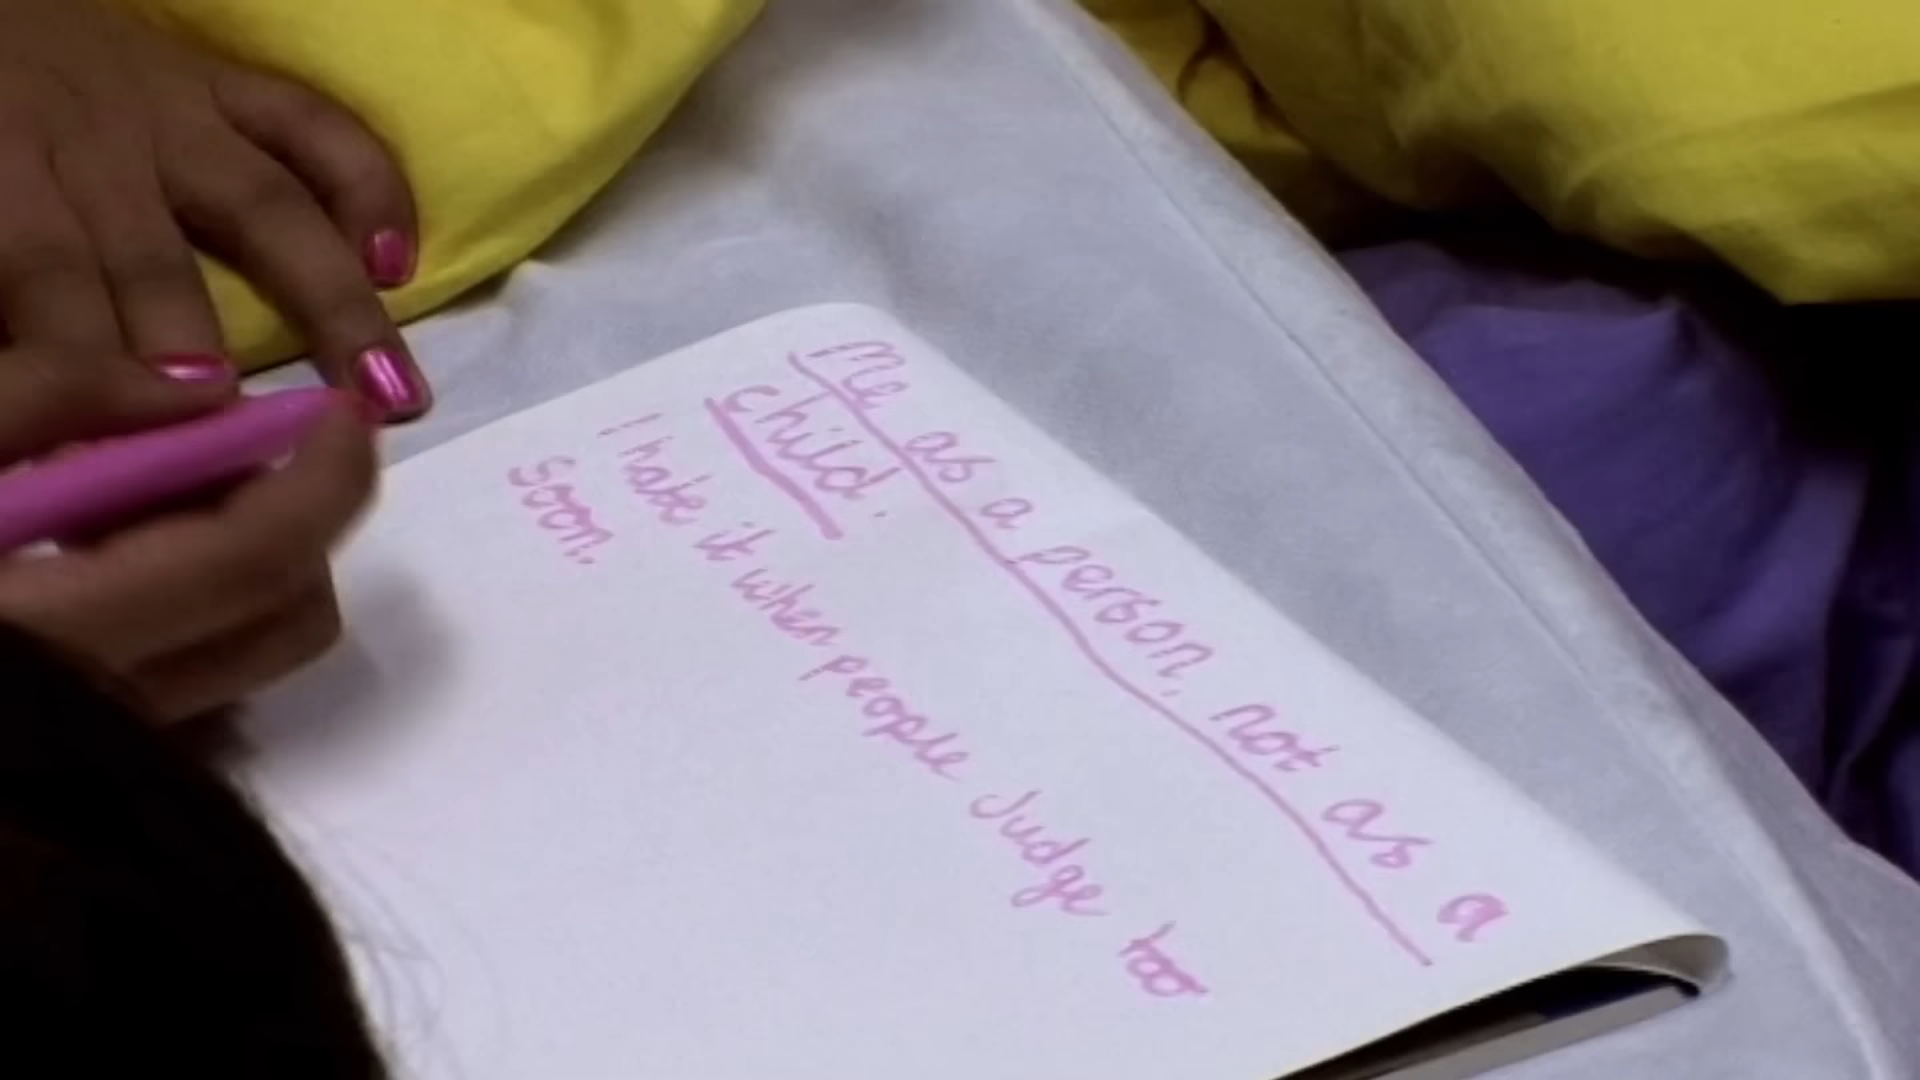 Me as a person, not as a
child.
I hate it when people Judge too
soon.